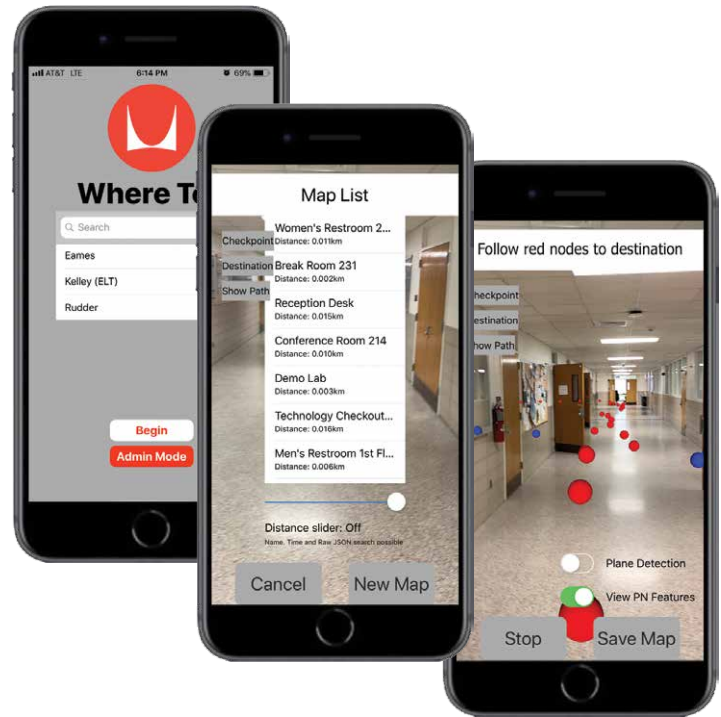 AT&T LTE 6:14 PM 69%
Where To
Search
Eames
Kelley (ELT)
Rudder
Begin
Admin Mode
Map List
Women's Restroom 2...
Distance: 0.011km
Checkpoint
Destination
Break Room 231
Distance: 0.002km
Show Path
Reception Desk
Distance: 0.015km
Conference Room 214
Distance: 0.010km
Demo Lab
Distance: 0.003km
Technology Checkout...
Distance: 0.016km
Men's Restroom 1st Fl...
Distance: 0.006km
Distance slider: Off
Name, Time and Raw JSON search possible
Cancel New Map
Follow red nodes to destination
heckpoint
estination
how Path
Plane Detection
View PN Features
Stop Save Map